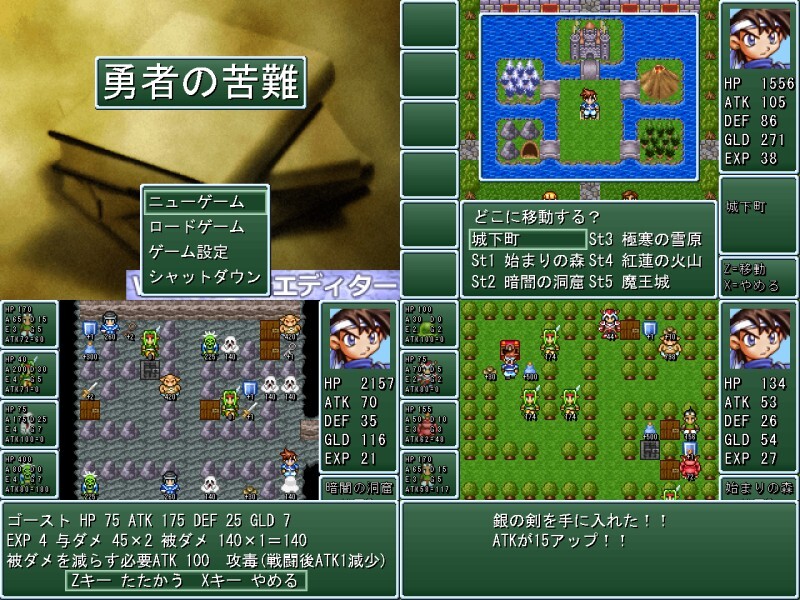 勇者の苦難
ニューゲーム
ロードゲーム
ゲーム設定
シャットダウン
エディター
HP 1556
ATK 105
DEF 86
GLD 271
EXP 38
城下町
Z=移動
X=やめる
どこに移動する?
城下町 St3 極寒の雪原
St1 始まりの森 St4 紅蓮の火山
St2 暗闇の洞窟 St5 魔王城
HP 2157
ATK 70
DEF 35
GLD 116
EXP 21
暗闇の洞窟
ゴースト HP 75 ATK 175 DEF 25 GLD 7
EXP 4 与ダメ 45×2 被ダメ 140×1=140
被ダメを減らす必要ATK 100 攻毒(戦闘後ATK1減少)
Zキー たたかう Xキー やめる
HP 134
ATK 53
DEF 26
GLD 54
EXP 27
始まりの森
銀の剣を手に入れた!!
ATKが15アップ!!